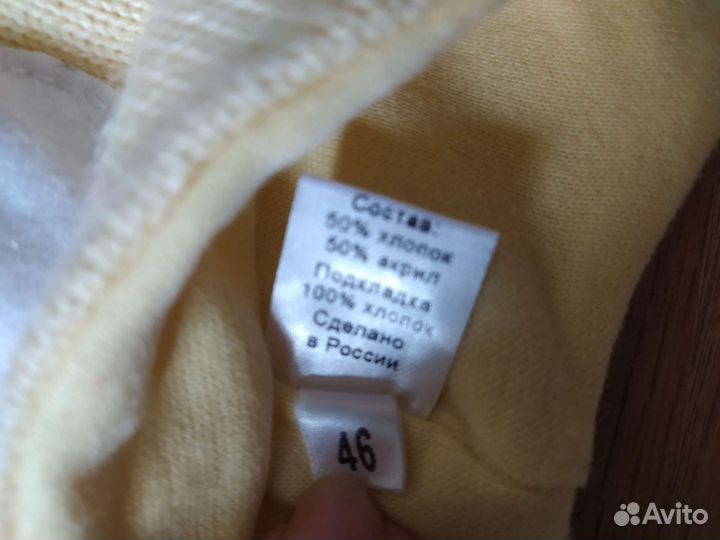 Состав:
50% хлопок
50% акрил
Подкладка
100% хлопок
Сделано
в России
46
Avito